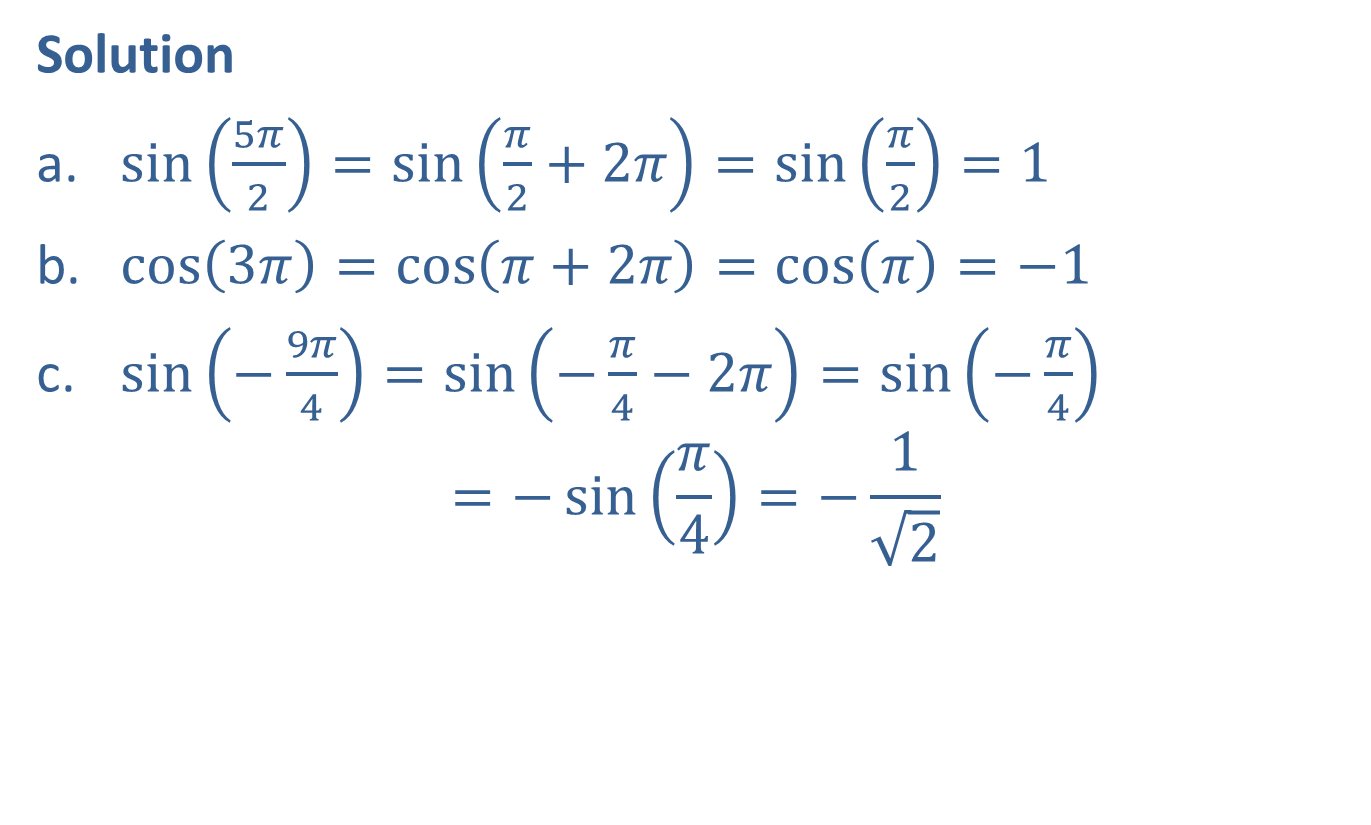 Solution
a. sin(5π/2) = sin(π/2 + 2π) = sin(π/2) = 1
b. cos(3π) = cos(π + 2π) = cos(π) = −1
c. sin(−9π/4) = sin(−π/4 − 2π) = sin(−π/4)
= − sin(π/4) = −1/√2